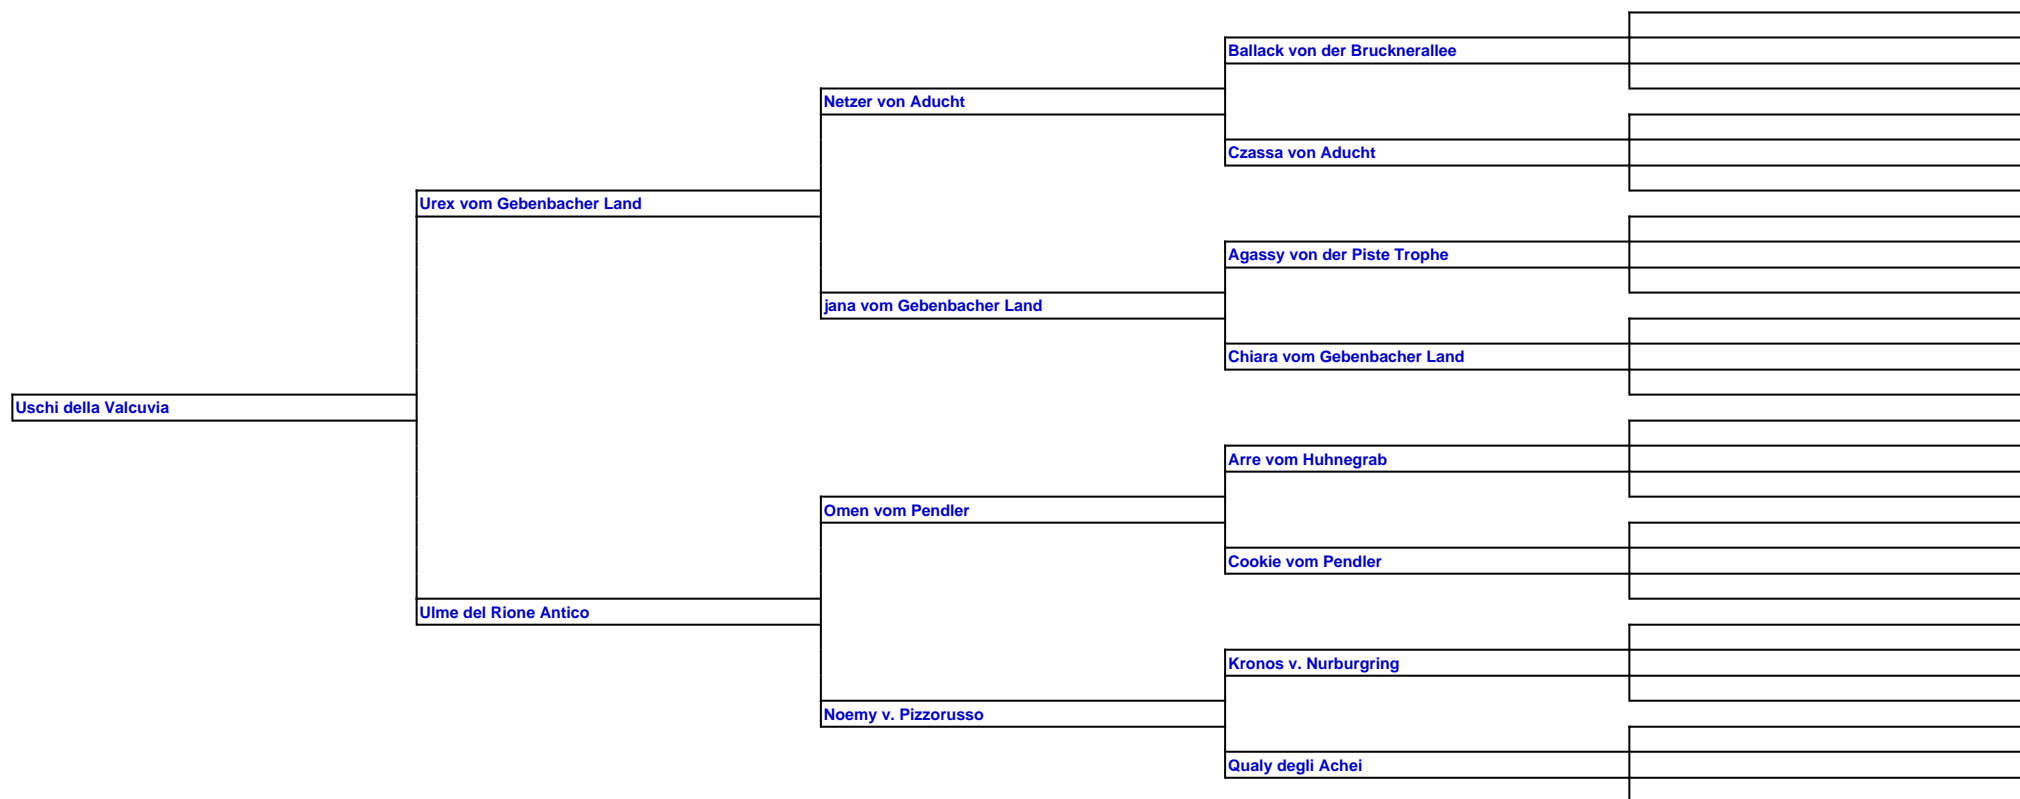 Ballack von der Brucknerallee
Netzer von Aducht
Czassa von Aducht
Urex vom Gebenbacher Land
Agassy von der Piste Trophe
jana vom Gebenbacher Land
Chiara vom Gebenbacher Land
Uschi della Valcuvia
Arre vom Huhnegrab
Omen vom Pendler
Cookie vom Pendler
Ulme del Rione Antico
Kronos v. Nurburgring
Noemy v. Pizzorusso
Qualy degli Achei